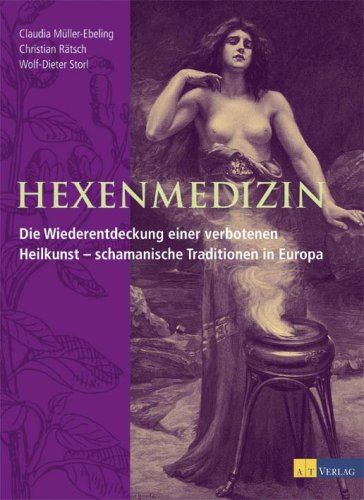 Claudia Müller-Ebeling
Christian Rätsch
Wolf-Dieter Storl
HEXENMEDIZIN
Die Wiederentdeckung einer verbotenen
Heilkunst – schamanische Traditionen in Europa
AT VERLAG